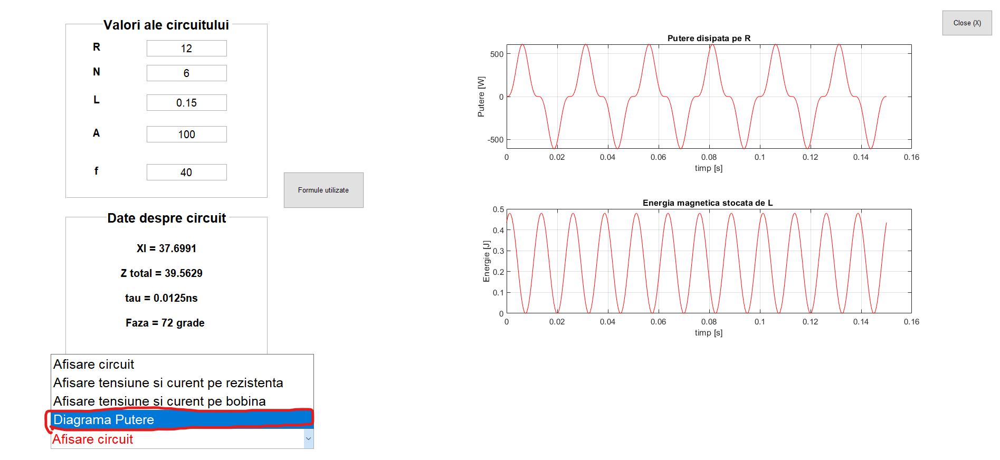 Valori ale circuitului
R
12
N
6
L
0.15
A
100
f
40
Formule utilizate
Date despre circuit
Xl = 37.6991
Z total = 39.5629
tau = 0.0125ns
Faza = 72 grade
Afisare circuit
Afisare tensiune si curent pe rezistenta
Afisare tensiune si curent pe bobina
Diagrama Putere
Afisare circuit
Close (X)
Putere disipata pe R
Putere [W]
500
0
-500
0 0.02 0.04 0.06 0.08 0.1 0.12 0.14 0.16
timp [s]
Energia magnetica stocata de L
Energie [J]
0.5
0.4
0.3
0.2
0.1
0
0 0.02 0.04 0.06 0.08 0.1 0.12 0.14 0.16
timp [s]